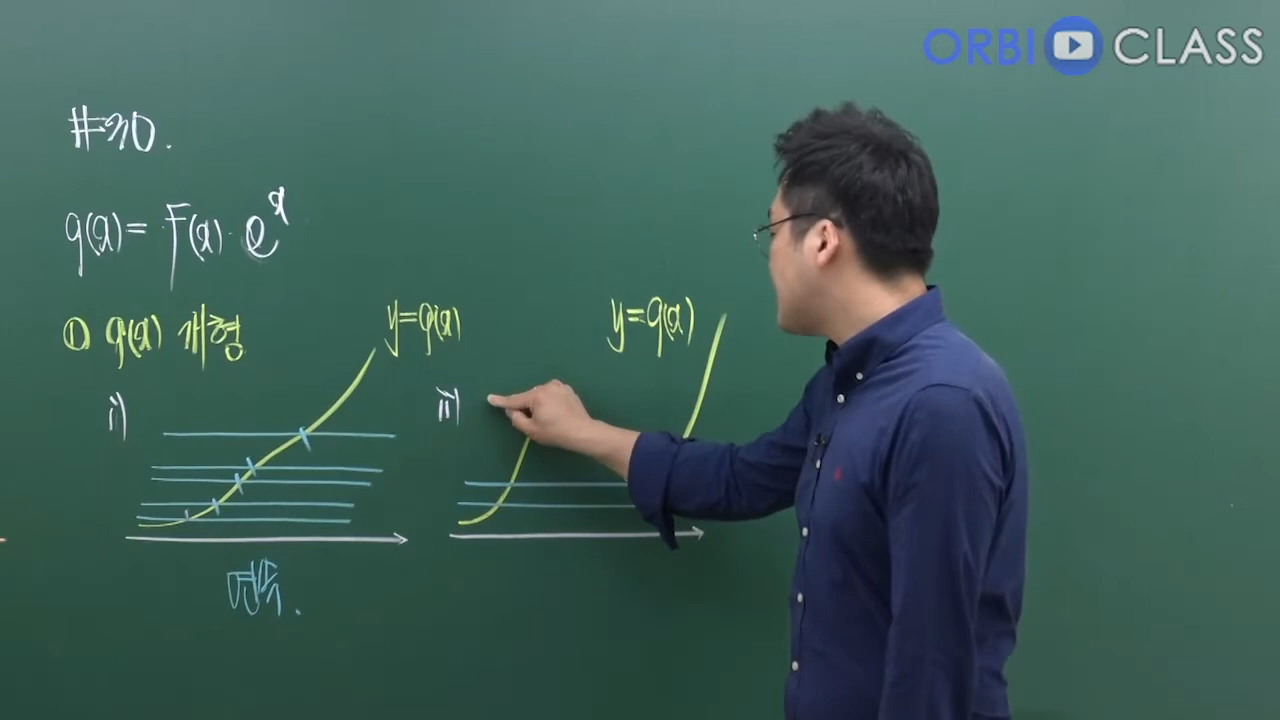 ORBI CLASS
#30.
g(x) = f(x)·e^x
① g(x) 개형
i)
y=g(x)
ii)
y=g(x)
연속.